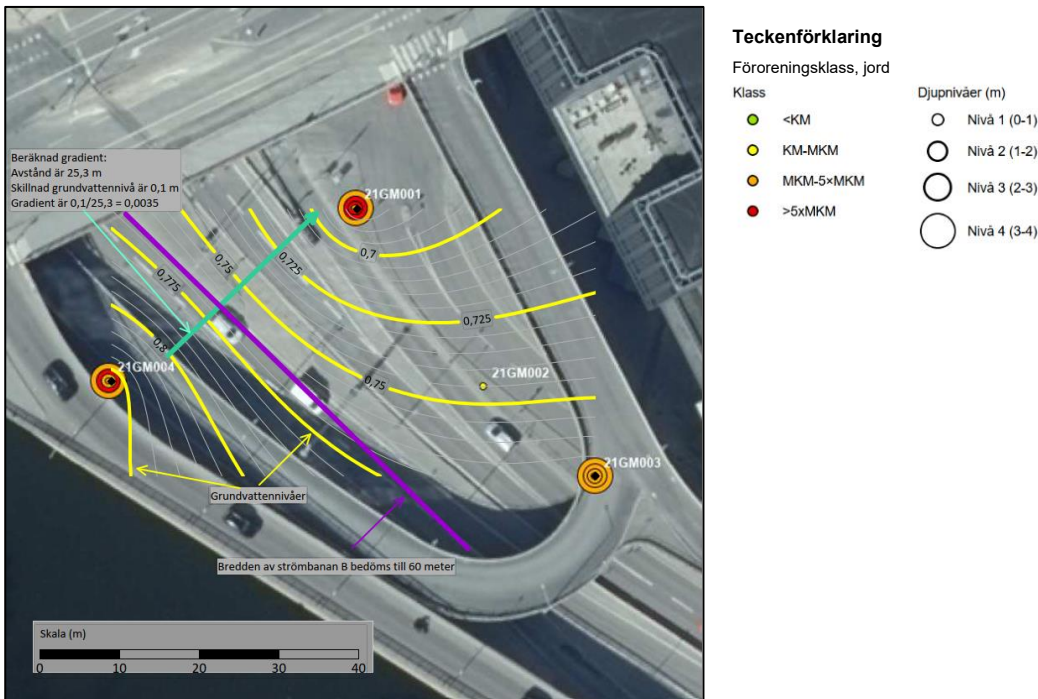 Beräknad gradient:
Avstånd är 25,3 m
Skillnad grundvattennivå är 0,1 m
Gradient är 0,1/25,3 = 0,0035
21GM001
0,7
0,725
0,75
0,775
0,8
0,725
21GM004
21GM002
0,75
21GM003
Grundvattennivåer
Bredden av strömbanan B bedöms till 60 meter
Skala (m)
0 10 20 30 40
Teckenförklaring
Föroreningsklass, jord
Klass
<KM
KM-MKM
MKM-5×MKM
>5xMKM
Djupnivåer (m)
Nivå 1 (0-1)
Nivå 2 (1-2)
Nivå 3 (2-3)
Nivå 4 (3-4)